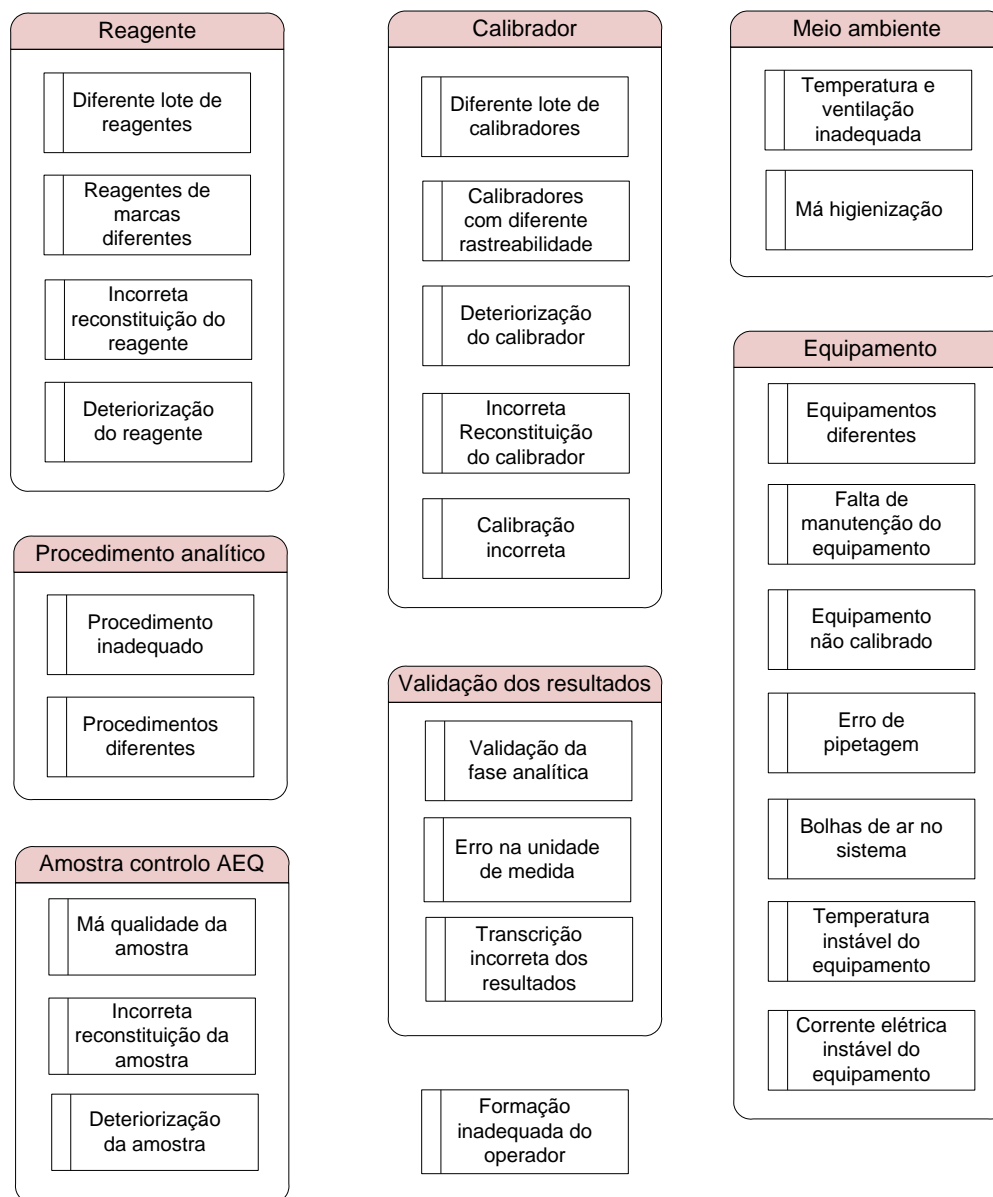 Reagente
Diferente lote de
reagentes
Reagentes de
marcas
diferentes
Incorreta
reconstituição do
reagente
Deteriorização
do reagente
Procedimento analítico
Procedimento
inadequado
Procedimentos
diferentes
Amostra controlo AEQ
Má qualidade da
amostra
Incorreta
reconstituição da
amostra
Deteriorização
da amostra
Calibrador
Diferente lote de
calibradores
Calibradores
com diferente
rastreabilidade
Deteriorização
do calibrador
Incorreta
Reconstituição
do calibrador
Calibração
incorreta
Validação dos resultados
Validação da
fase analítica
Erro na unidade
de medida
Transcrição
incorreta dos
resultados
Formação
inadequada do
operador
Meio ambiente
Temperatura e
ventilação
inadequada
Má higienização
Equipamento
Equipamentos
diferentes
Falta de
manutenção do
equipamento
Equipamento
não calibrado
Erro de
pipetagem
Bolhas de ar no
sistema
Temperatura
instável do
equipamento
Corrente elétrica
instável do
equipamento